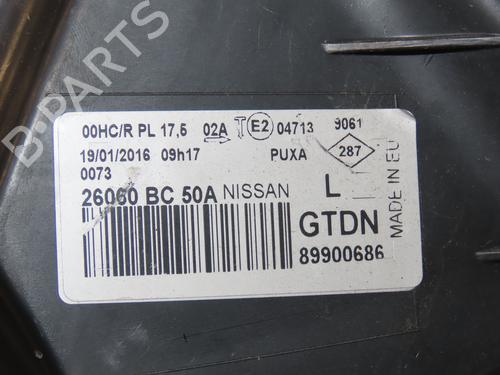 00HC/R PL 17,5 02A T E2 04713 9061
19/01/2016 09h17 PUXA 287
0073
26060 BC 50A NISSAN L
GTDN
89900686
MADE IN EU
B-PARTS